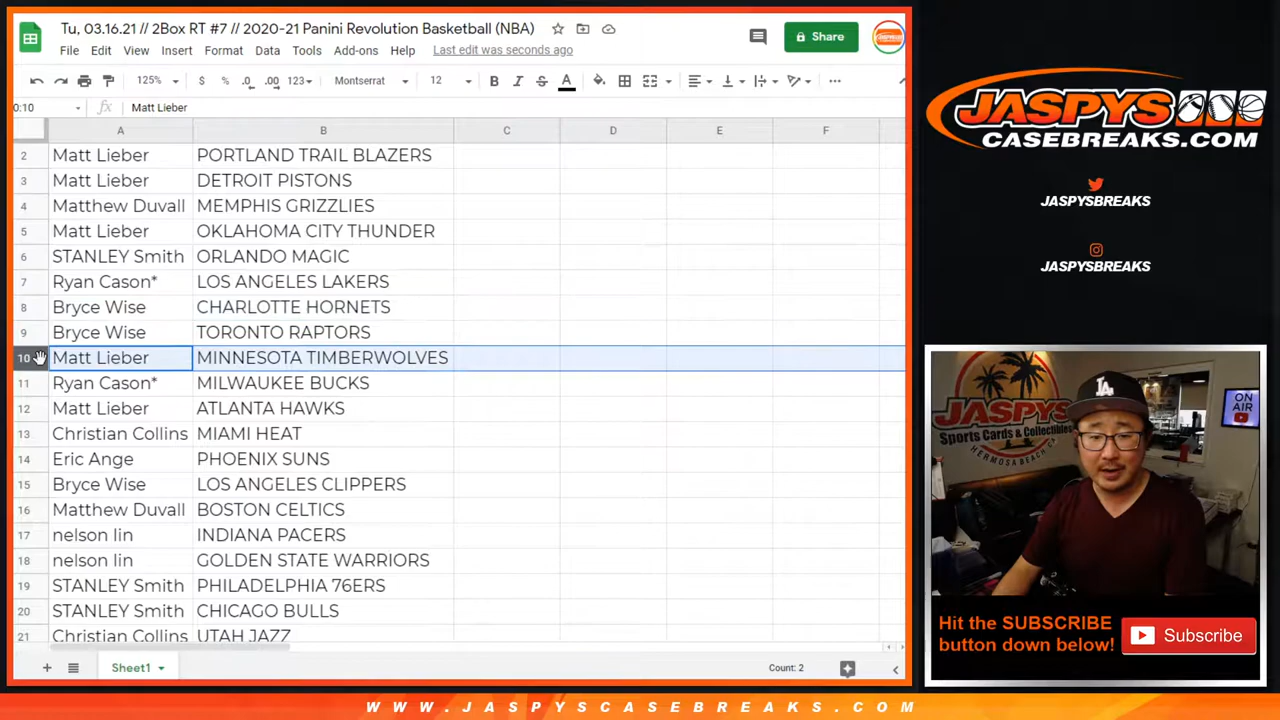 Tu, 03.16.21 // 2Box RT #7 // 2020-21 Panini Revolution Basketball (NBA)
File Edit View Insert Format Data Tools Add-ons Help Last edit was seconds ago
Share
125% $ % .0 .00 123 Montserrat 12 B I S A
0:10 fx Matt Lieber
A B C D E F
2 Matt Lieber PORTLAND TRAIL BLAZERS
3 Matt Lieber DETROIT PISTONS
4 Matthew Duvall MEMPHIS GRIZZLIES
5 Matt Lieber OKLAHOMA CITY THUNDER
6 STANLEY Smith ORLANDO MAGIC
7 Ryan Cason* LOS ANGELES LAKERS
8 Bryce Wise CHARLOTTE HORNETS
9 Bryce Wise TORONTO RAPTORS
10 Matt Lieber MINNESOTA TIMBERWOLVES
11 Ryan Cason* MILWAUKEE BUCKS
12 Matt Lieber ATLANTA HAWKS
13 Christian Collins MIAMI HEAT
14 Eric Ange PHOENIX SUNS
15 Bryce Wise LOS ANGELES CLIPPERS
16 Matthew Duvall BOSTON CELTICS
17 nelson lin INDIANA PACERS
18 nelson lin GOLDEN STATE WARRIORS
19 STANLEY Smith PHILADELPHIA 76ERS
20 STANLEY Smith CHICAGO BULLS
21 Christian Collins UTAH JAZZ
Sheet1
Count: 2
JASPYS
CASEBREAKS.COM
JASPYSBREAKS
JASPYSBREAKS
JASPYS
Sports Cards & Collectibles
HERMOSA BEACH
LA
ON
AIR
Hit the SUBSCRIBE
button down below!
Subscribe
WWW.JASPYSCASEBREAKS.COM